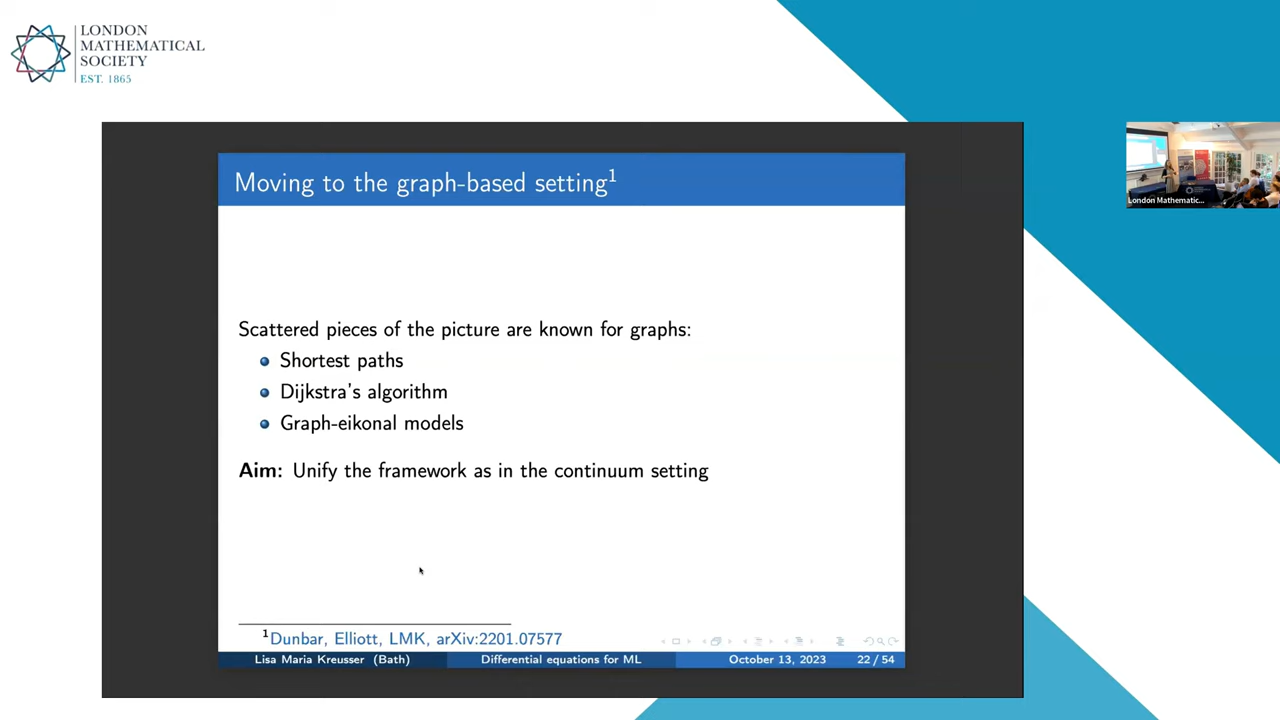 LONDON
MATHEMATICAL
SOCIETY
EST. 1865
Moving to the graph-based setting1
Scattered pieces of the picture are known for graphs:
Shortest paths
Dijkstra's algorithm
Graph-eikonal models
Aim: Unify the framework as in the continuum setting
1Dunbar, Elliott, LMK, arXiv:2201.07577
Lisa Maria Kreusser (Bath) Differential equations for ML October 13, 2023 22 / 54
London Mathematic...